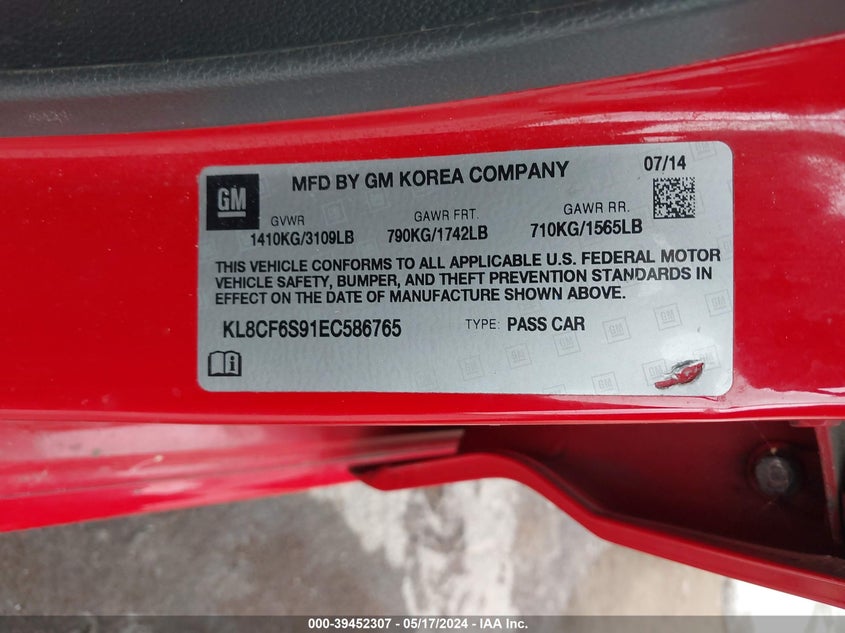 GM
MFD BY GM KOREA COMPANY
07/14
GVWR GAWR FRT. GAWR RR.
1410KG/3109LB 790KG/1742LB 710KG/1565LB
THIS VEHICLE CONFORMS TO ALL APPLICABLE U.S. FEDERAL MOTOR
VEHICLE SAFETY, BUMPER, AND THEFT PREVENTION STANDARDS IN
EFFECT ON THE DATE OF MANUFACTURE SHOWN ABOVE.
KL8CF6S91EC586765 TYPE: PASS CAR
000-39452307 - 05/17/2024 - IAA Inc.